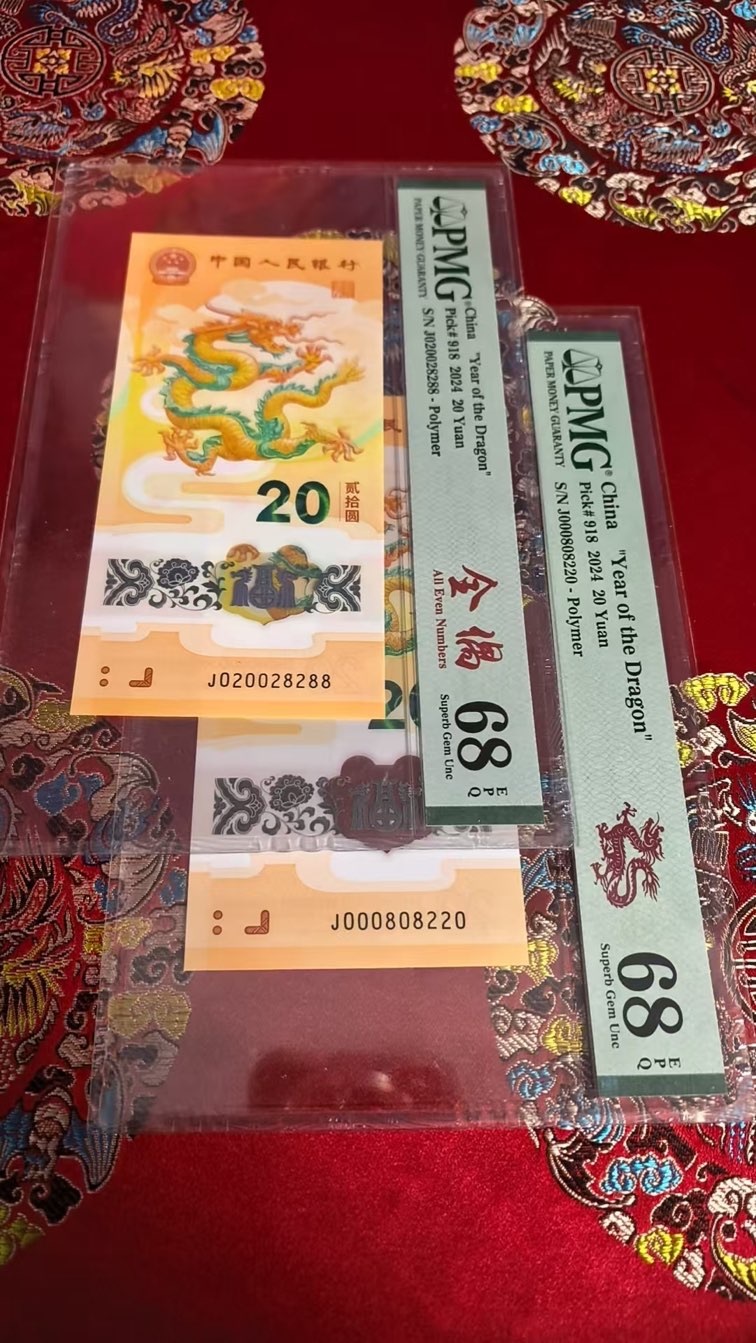 中国人民银行
20
贰拾圆
J020028288
PMG®
PAPER MONEY GUARANTY
China "Year of the Dragon"
Pick# 918 2024 20 Yuan
S/N J020028288 - Polymer
全偶
All Even Numbers
68
EPQ
Superb Gem Unc
20
J000808220
PMG®
PAPER MONEY GUARANTY
China "Year of the Dragon"
Pick# 918 2024 20 Yuan
S/N J000808220 - Polymer
68
EPQ
Superb Gem Unc